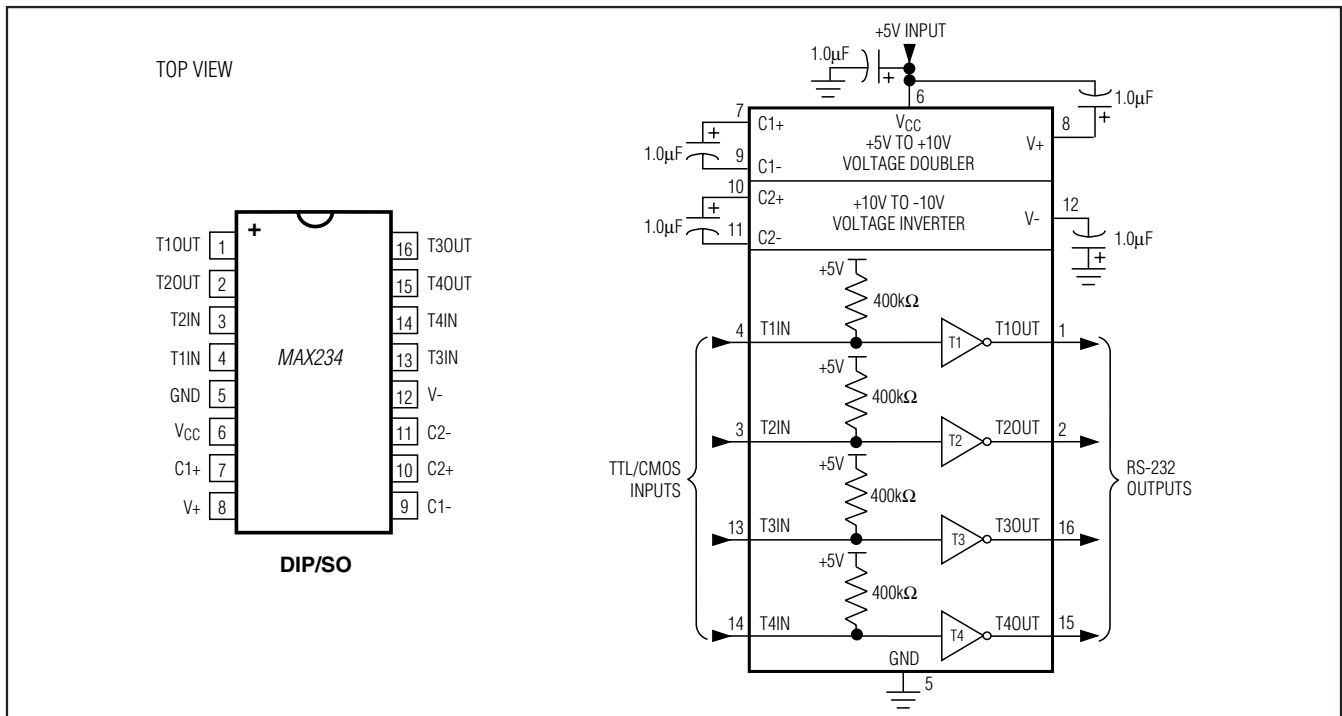 TOP VIEW
+
T1OUT 1
T2OUT 2
T2IN 3
T1IN 4
GND 5
VCC 6
C1+ 7
V+ 8
MAX234
16 T3OUT
15 T4OUT
14 T4IN
13 T3IN
12 V-
11 C2-
10 C2+
9 C1-
DIP/SO
+5V INPUT
1.0µF
+
6
1.0µF
+
7
C1+
+
1.0µF
9
C1-
VCC
+5V TO +10V
VOLTAGE DOUBLER
8
V+
10
C2+
+
1.0µF
11
C2-
+10V TO -10V
VOLTAGE INVERTER
12
V-
1.0µF
+
+5V
400kΩ
4 T1IN T1 T1OUT 1
+5V
400kΩ
3 T2IN T2 T2OUT 2
TTL/CMOS
INPUTS
RS-232
OUTPUTS
+5V
400kΩ
13 T3IN T3 T3OUT 16
+5V
400kΩ
14 T4IN T4 T4OUT 15
GND
5